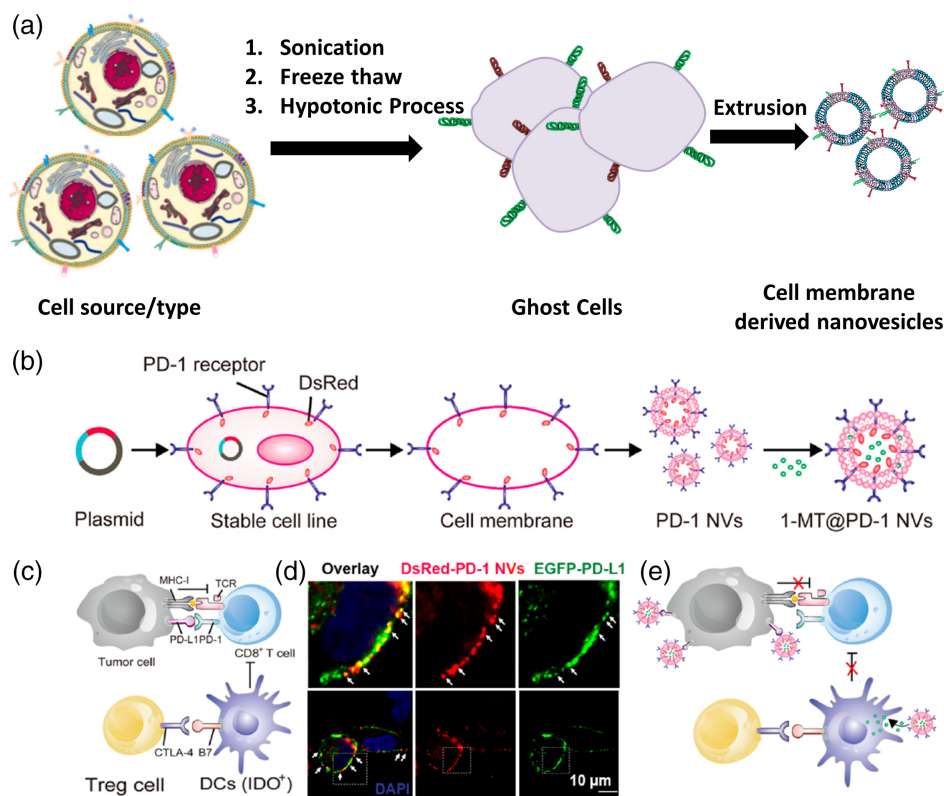 (a)
1. Sonication
2. Freeze thaw
3. Hypotonic Process
Extrusion
Cell source/type
Ghost Cells
Cell membrane
derived nanovesicles
(b)
PD-1 receptor
DsRed
Plasmid
Stable cell line
Cell membrane
PD-1 NVs
1-MT@PD-1 NVs
(c)
MHC-I
TCR
PD-L1
PD-1
Tumor cell
CD8+ T cell
CTLA-4
B7
Treg cell
DCs (IDO+)
(d)
Overlay
DsRed-PD-1 NVs
EGFP-PD-L1
DAPI
10 µm
(e)